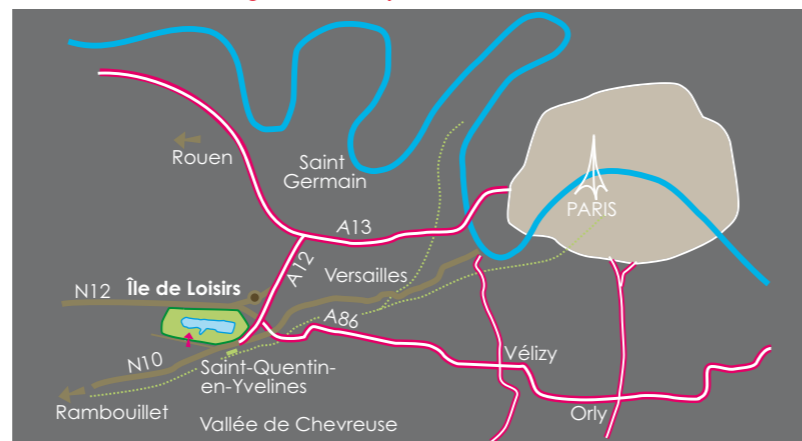 Rouen
Saint
Germain
PARIS
A13
A12
Versailles
N12
Île de Loisirs
A86
N10
Vélizy
Saint-Quentin-
en-Yvelines
Rambouillet
Orly
Vallée de Chevreuse